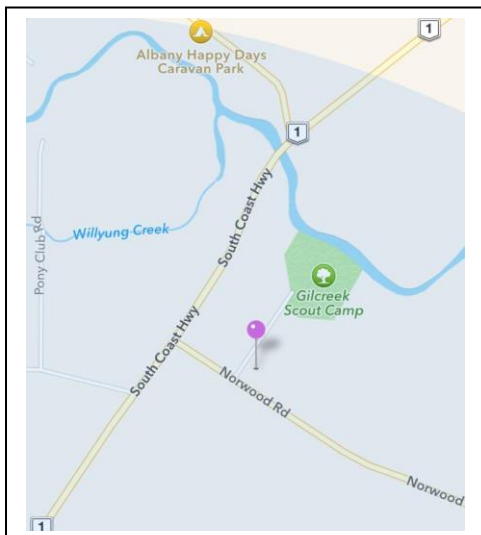 1
Albany Happy Days
Caravan Park
1
South Coast Hwy
Willyung Creek
Pony Club Rd
Gilcreek
Scout Camp
South Coast Hwy
Norwood Rd
Norwood
1